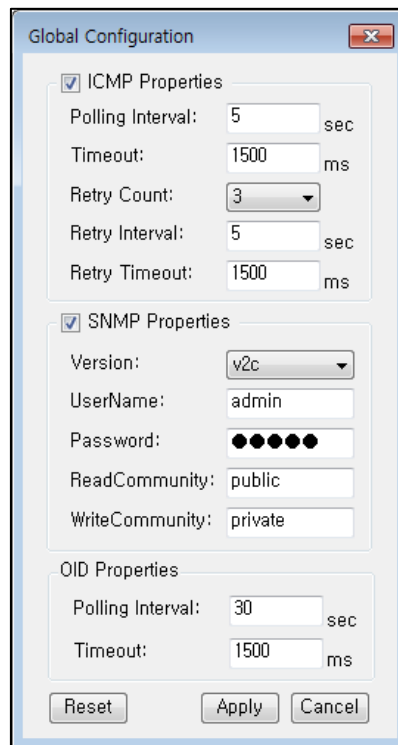 Global Configuration
ICMP Properties
Polling Interval: 5 sec
Timeout: 1500 ms
Retry Count: 3
Retry Interval: 5 sec
Retry Timeout: 1500 ms
SNMP Properties
Version: v2c
UserName: admin
Password: ●●●●●
ReadCommunity: public
WriteCommunity: private
OID Properties
Polling Interval: 30 sec
Timeout: 1500 ms
Reset Apply Cancel